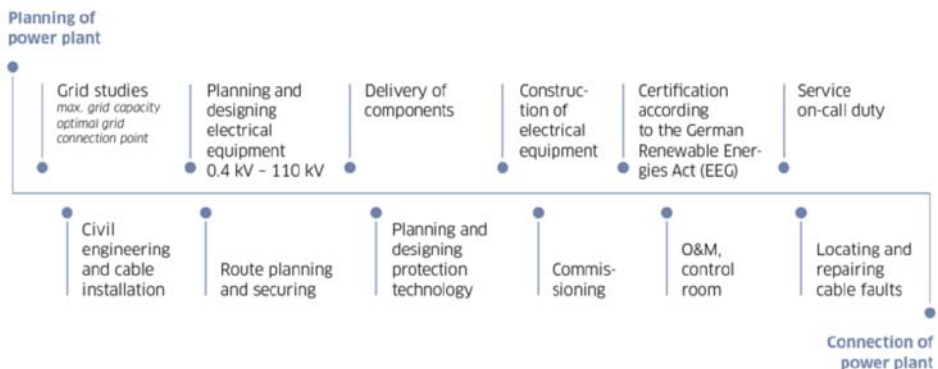 Planning of
power plant
Grid studies
max. grid capacity
optimal grid
connection point
Planning and
designing
electrical
equipment
0.4 kV – 110 kV
Delivery of
components
Construc-
tion of
electrical
equipment
Certification
according
to the German
Renewable Ener-
gies Act (EEG)
Service
on-call duty
Civil
engineering
and cable
installation
Route planning
and securing
Planning and
designing
protection
technology
Commis-
sioning
O&M,
control
room
Locating and
repairing
cable faults
Connection of
power plant